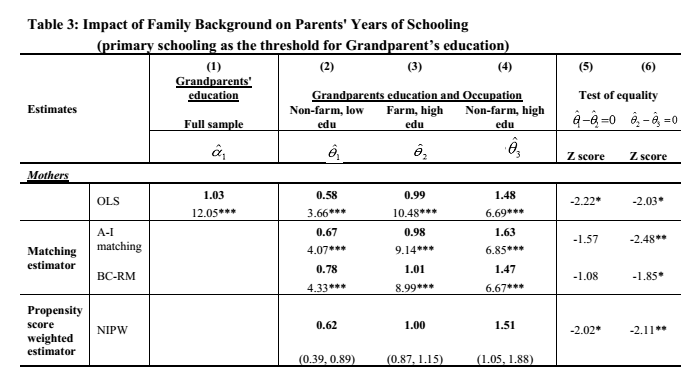 Table 3: Impact of Family Background on Parents' Years of Schooling
(primary schooling as the threshold for Grandparent's education)
(1) (2) (3) (4) (5) (6)
Estimates
Grandparents' education
Grandparents education and Occupation
Test of equality
Full sample
Non-farm, low edu
Farm, high edu
Non-farm, high edu
θ̂₁ - θ̂₂ =0 θ̂₂ - θ̂₃ =0
α̂₁ θ̂₁ θ̂₂ θ̂₃ Z score Z score
Mothers
OLS 1.03 0.58 0.99 1.48 -2.22* -2.03*
12.05*** 3.66*** 10.48*** 6.69***
Matching estimator
A-I matching 0.67 0.98 1.63 -1.57 -2.48**
4.07*** 9.14*** 6.85***
BC-RM 0.78 1.01 1.47 -1.08 -1.85*
4.33*** 8.99*** 6.67***
Propensity score weighted estimator
NIPW 0.62 1.00 1.51 -2.02* -2.11**
(0.39, 0.89) (0.87, 1.15) (1.05, 1.88)